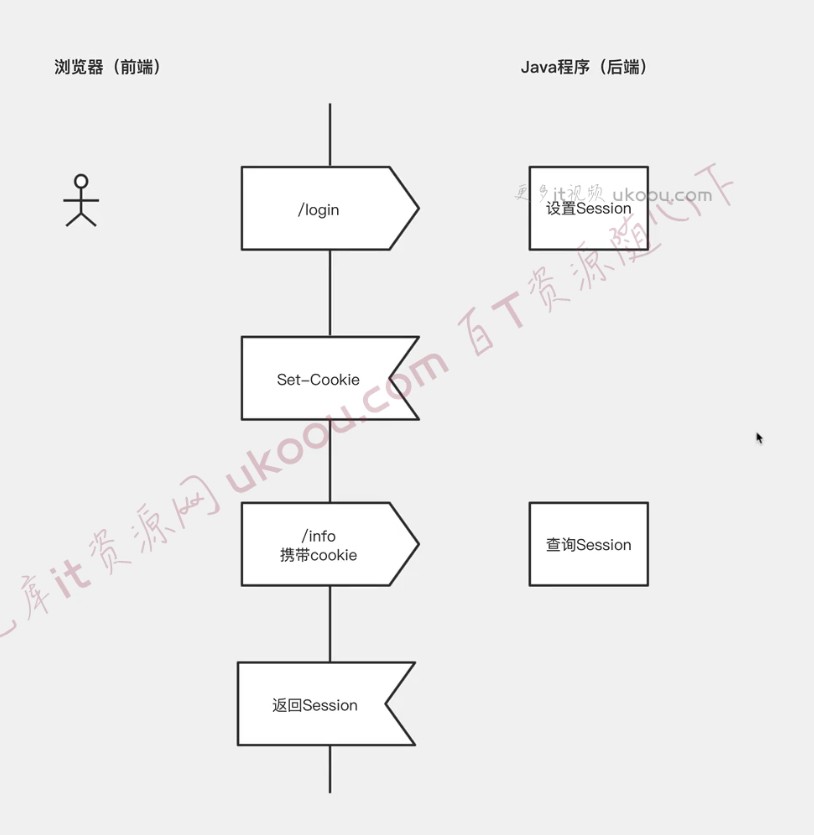 浏览器（前端）
Java程序（后端）
/login
更多it视频 ukoou.com
设置Session
Set-Cookie
/info
携带cookie
查询Session
返回Session
库it资源网 ukoou.com 百T资源随心下